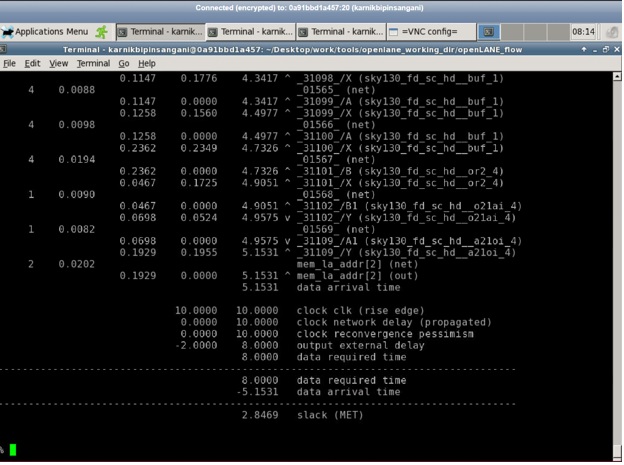 Connected (encrypted) to: 0a91bbd1a457:20 (karnikbipinsangani)
Applications Menu Terminal - karnik... Terminal - karnik... Terminal - karnik... =VNC config= 08:14
Terminal - karnikbipinsangani@0a91bbd1a457: ~/Desktop/work/tools/openlane_working_dir/openLANE_flow
File Edit View Terminal Go Help
0.1147 0.1776 4.3417 ^ _31098_/X (sky130_fd_sc_hd__buf_1)
4 0.0088 _01565_ (net)
0.1147 0.0000 4.3417 ^ _31099_/A (sky130_fd_sc_hd__buf_1)
0.1258 0.1560 4.4977 ^ _31099_/X (sky130_fd_sc_hd__buf_1)
4 0.0098 _01566_ (net)
0.1258 0.0000 4.4977 ^ _31100_/A (sky130_fd_sc_hd__buf_1)
0.2362 0.2349 4.7326 ^ _31100_/X (sky130_fd_sc_hd__buf_1)
4 0.0194 _01567_ (net)
0.2362 0.0000 4.7326 ^ _31101_/B (sky130_fd_sc_hd__or2_4)
0.0467 0.1725 4.9051 ^ _31101_/X (sky130_fd_sc_hd__or2_4)
1 0.0090 _01568_ (net)
0.0467 0.0000 4.9051 ^ _31102_/B1 (sky130_fd_sc_hd__o21ai_4)
0.0698 0.0524 4.9575 v _31102_/Y (sky130_fd_sc_hd__o21ai_4)
1 0.0082 _01569_ (net)
0.0698 0.0000 4.9575 v _31109_/A1 (sky130_fd_sc_hd__a21oi_4)
0.1929 0.1955 5.1531 ^ _31109_/Y (sky130_fd_sc_hd__a21oi_4)
2 0.0202 mem_la_addr[2] (net)
0.1929 0.0000 5.1531 ^ mem_la_addr[2] (out)
5.1531 data arrival time
10.0000 10.0000 clock clk (rise edge)
0.0000 10.0000 clock network delay (propagated)
0.0000 10.0000 clock reconvergence pessimism
-2.0000 8.0000 output external delay
8.0000 data required time
8.0000 data required time
-5.1531 data arrival time
2.8469 slack (MET)
%